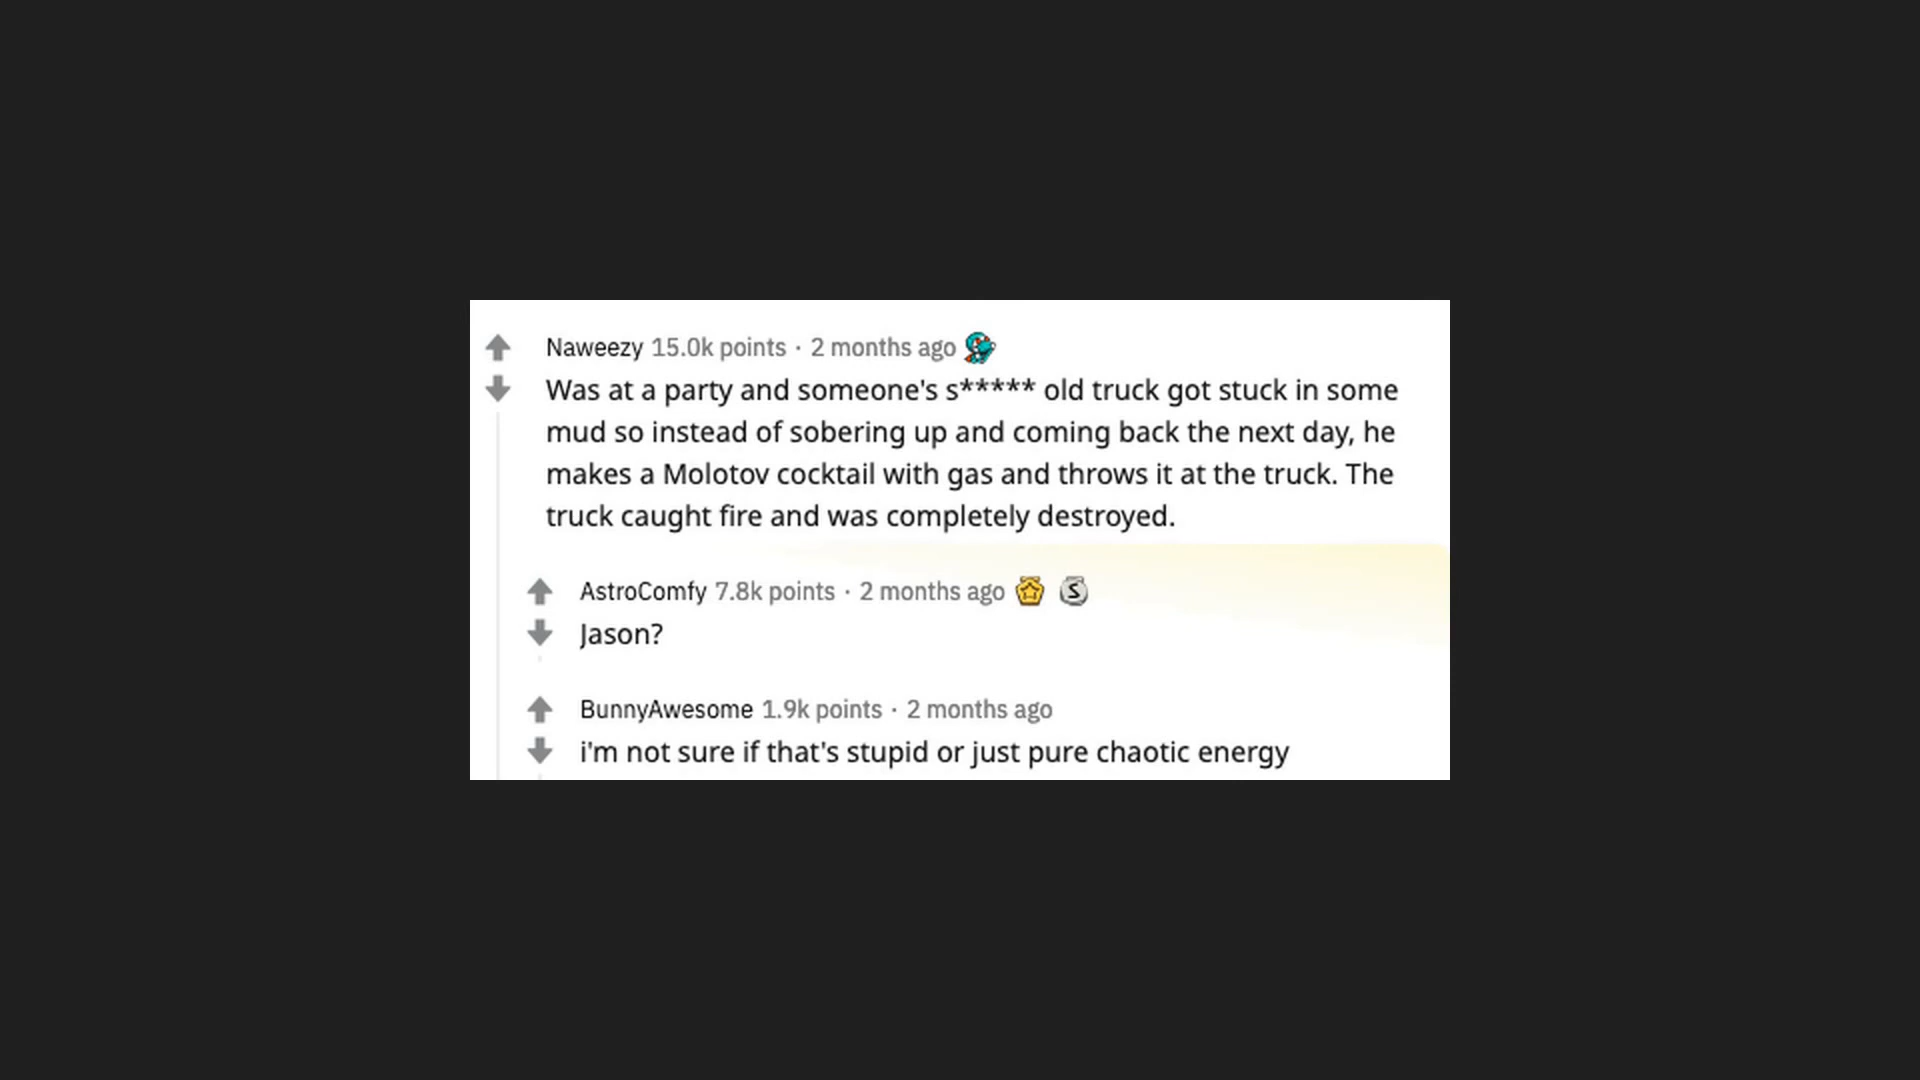 Naweezy 15.0k points · 2 months ago
Was at a party and someone's s***** old truck got stuck in some
mud so instead of sobering up and coming back the next day, he
makes a Molotov cocktail with gas and throws it at the truck. The
truck caught fire and was completely destroyed.
AstroComfy 7.8k points · 2 months ago S
Jason?
BunnyAwesome 1.9k points · 2 months ago
i'm not sure if that's stupid or just pure chaotic energy